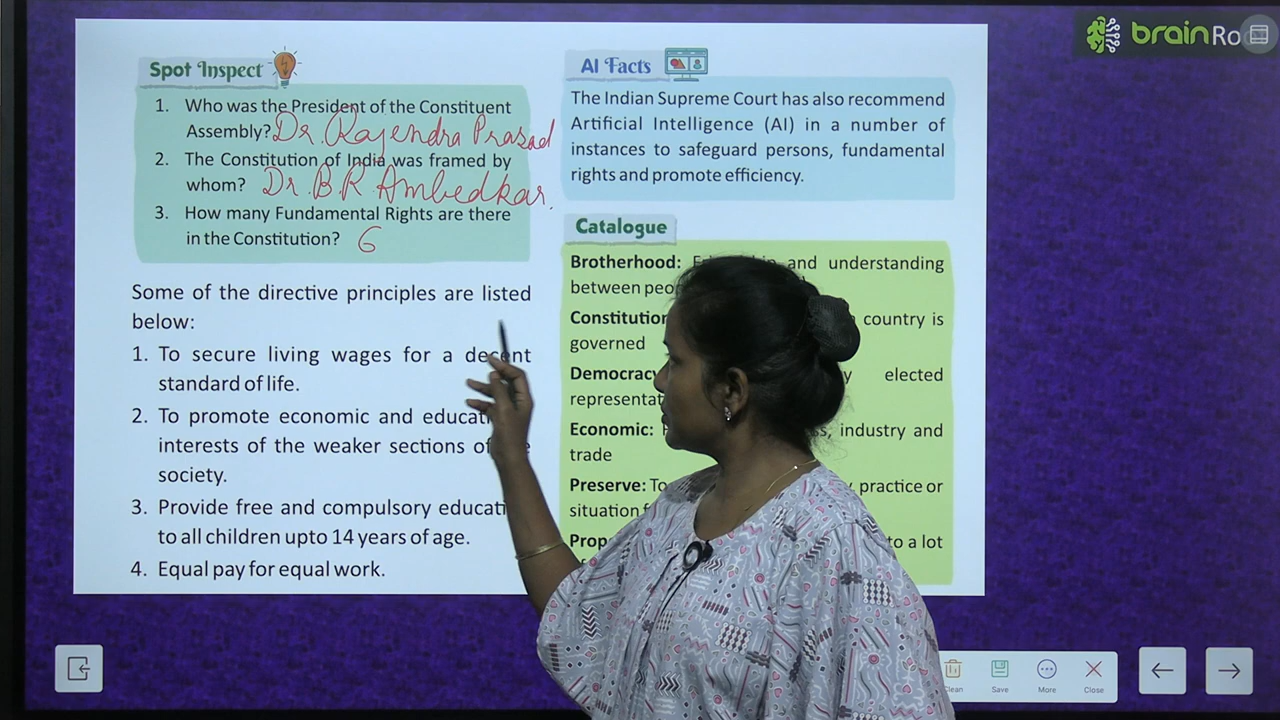 brainRo
Spot Inspect
1. Who was the President of the Constituent
Assembly? Dr. Rajendra Prasad
2. The Constitution of India was framed by
whom? Dr. B R Ambedkar.
3. How many Fundamental Rights are there
in the Constitution? 6
Some of the directive principles are listed
below:
1. To secure living wages for a decent
standard of life.
2. To promote economic and educati
interests of the weaker sections of
society.
3. Provide free and compulsory educati
to all children upto 14 years of age.
4. Equal pay for equal work.
AI Facts
The Indian Supreme Court has also recommend
Artificial Intelligence (AI) in a number of
instances to safeguard persons, fundamental
rights and promote efficiency.
Catalogue
Brotherhood: and understanding
between peo
Constitution country is
governed
Democracy elected
representat
Economic: industry and
trade
Preserve: To practice or
situation
Prop to a lot
Clean Save More Close